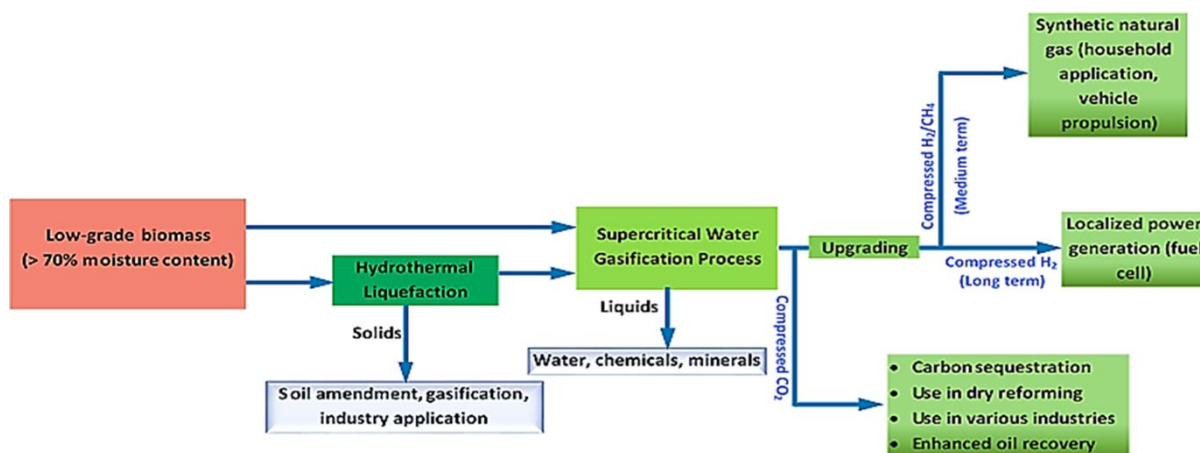 Low-grade biomass
(> 70% moisture content)
Hydrothermal
Liquefaction
Solids
Soil amendment, gasification,
industry application
Supercritical Water
Gasification Process
Liquids
Water, chemicals, minerals
Upgrading
Compressed CO₂
Compressed H₂/CH₄
(Medium term)
Synthetic natural
gas (household
application,
vehicle
propulsion)
Compressed H₂
(Long term)
Localized power
generation (fuel
cell)
• Carbon sequestration
• Use in dry reforming
• Use in various industries
• Enhanced oil recovery